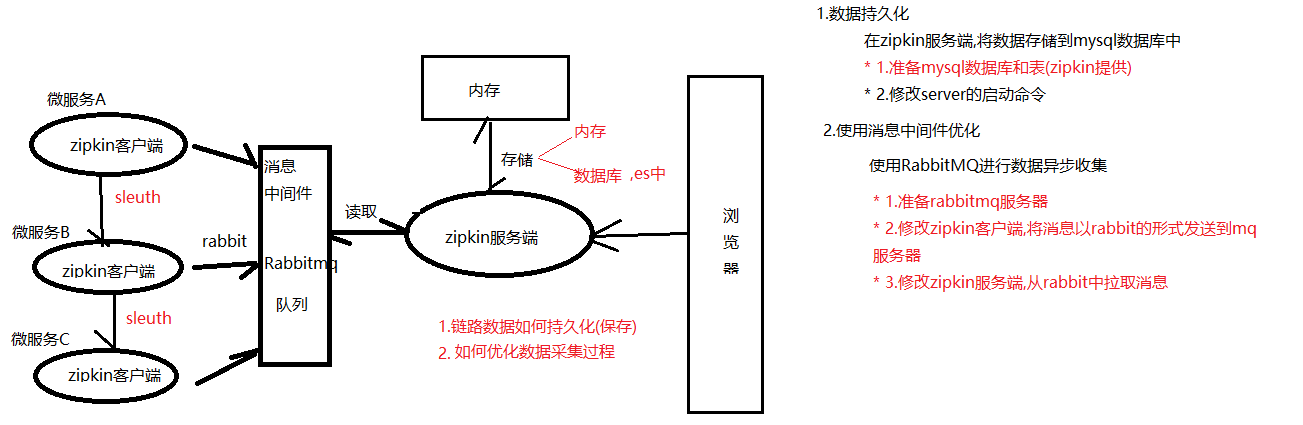 微服务A
zipkin客户端
sleuth
微服务B
zipkin客户端
sleuth
微服务C
zipkin客户端
rabbit
消息
中间件
Rabbitmq
队列
读取
内存
存储
内存
数据库 ,es中
zipkin服务端
1.链路数据如何持久化(保存)
2. 如何优化数据采集过程
浏
览
器
1.数据持久化
在zipkin服务端,将数据存储到mysql数据库中
* 1.准备mysql数据库和表(zipkin提供)
* 2.修改server的启动命令
2.使用消息中间件优化
使用RabbitMQ进行数据异步收集
* 1.准备rabbitmq服务器
* 2.修改zipkin客户端,将消息以rabbit的形式发送到mq
服务器
* 3.修改zipkin服务端,从rabbit中拉取消息